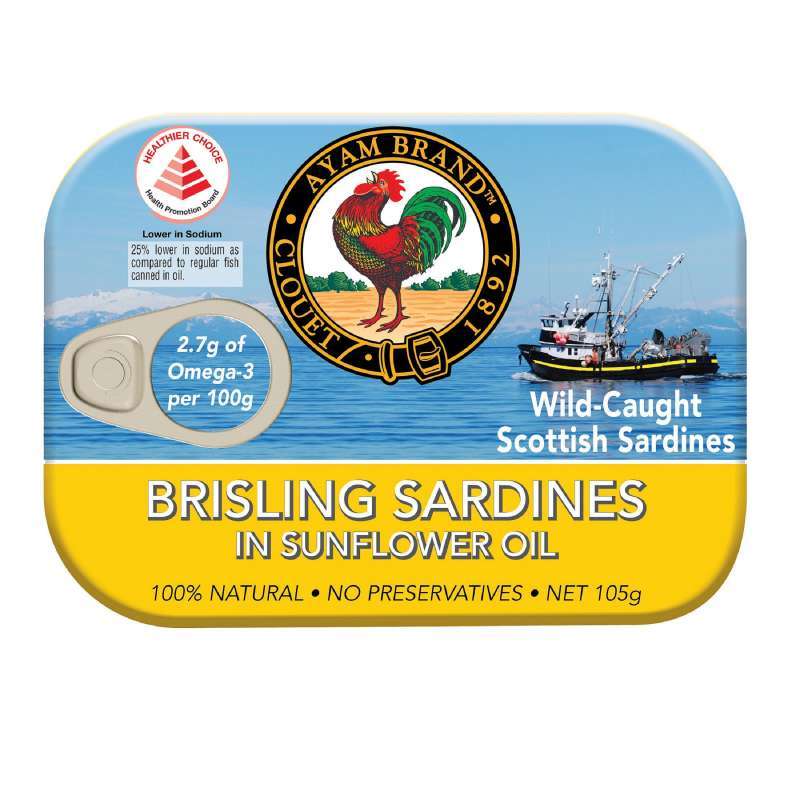 HEALTHIER CHOICE
Health Promotion Board
Lower in Sodium
25% lower in sodium as
compared to regular fish
canned in oil.
AYAM BRAND™
CLOUET 1892
2.7g of
Omega-3
per 100g
Wild-Caught
Scottish Sardines
BRISLING SARDINES
IN SUNFLOWER OIL
100% NATURAL • NO PRESERVATIVES • NET 105g